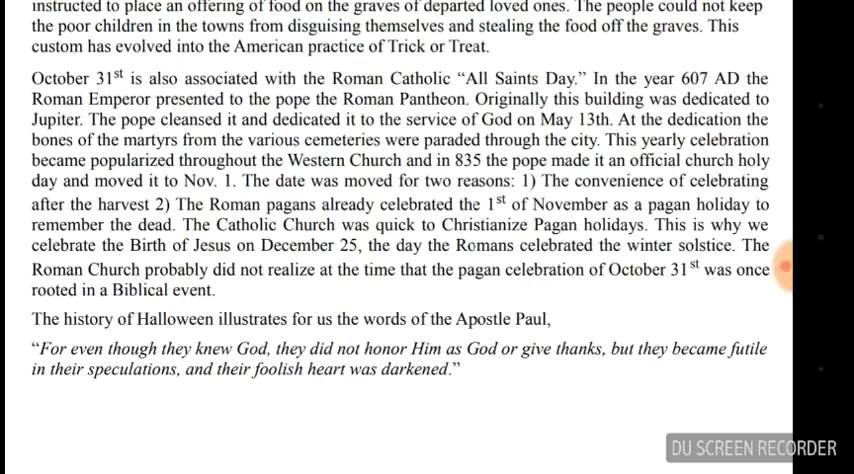 instructed to place an offering of food on the graves of departed loved ones. The people could not keep
the poor children in the towns from disguising themselves and stealing the food off the graves. This
custom has evolved into the American practice of Trick or Treat.
October 31st is also associated with the Roman Catholic “All Saints Day.” In the year 607 AD the
Roman Emperor presented to the pope the Roman Pantheon. Originally this building was dedicated to
Jupiter. The pope cleansed it and dedicated it to the service of God on May 13th. At the dedication the
bones of the martyrs from the various cemeteries were paraded through the city. This yearly celebration
became popularized throughout the Western Church and in 835 the pope made it an official church holy
day and moved it to Nov. 1. The date was moved for two reasons: 1) The convenience of celebrating
after the harvest 2) The Roman pagans already celebrated the 1st of November as a pagan holiday to
remember the dead. The Catholic Church was quick to Christianize Pagan holidays. This is why we
celebrate the Birth of Jesus on December 25, the day the Romans celebrated the winter solstice. The
Roman Church probably did not realize at the time that the pagan celebration of October 31st was once
rooted in a Biblical event.
The history of Halloween illustrates for us the words of the Apostle Paul,
“For even though they knew God, they did not honor Him as God or give thanks, but they became futile
in their speculations, and their foolish heart was darkened.”
DU SCREEN RECORDER